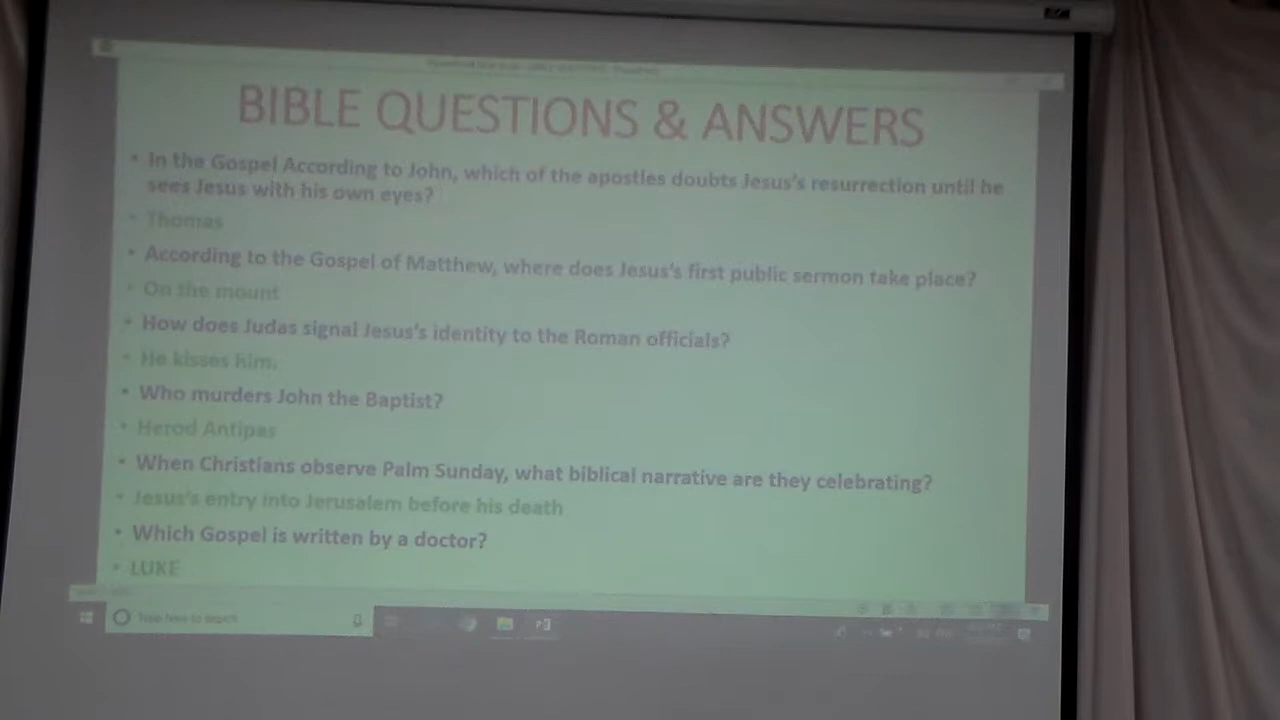 BIBLE QUESTIONS & ANSWERS
• In the Gospel According to John, which of the apostles doubts Jesus's resurrection until he
sees Jesus with his own eyes?
• Thomas
• According to the Gospel of Matthew, where does Jesus's first public sermon take place?
• On the mount
• How does Judas signal Jesus's identity to the Roman officials?
• He kisses him.
• Who murders John the Baptist?
• Herod Antipas
• When Christians observe Palm Sunday, what biblical narrative are they celebrating?
• Jesus's entry into Jerusalem before his death
• Which Gospel is written by a doctor?
• LUKE
Type here to search